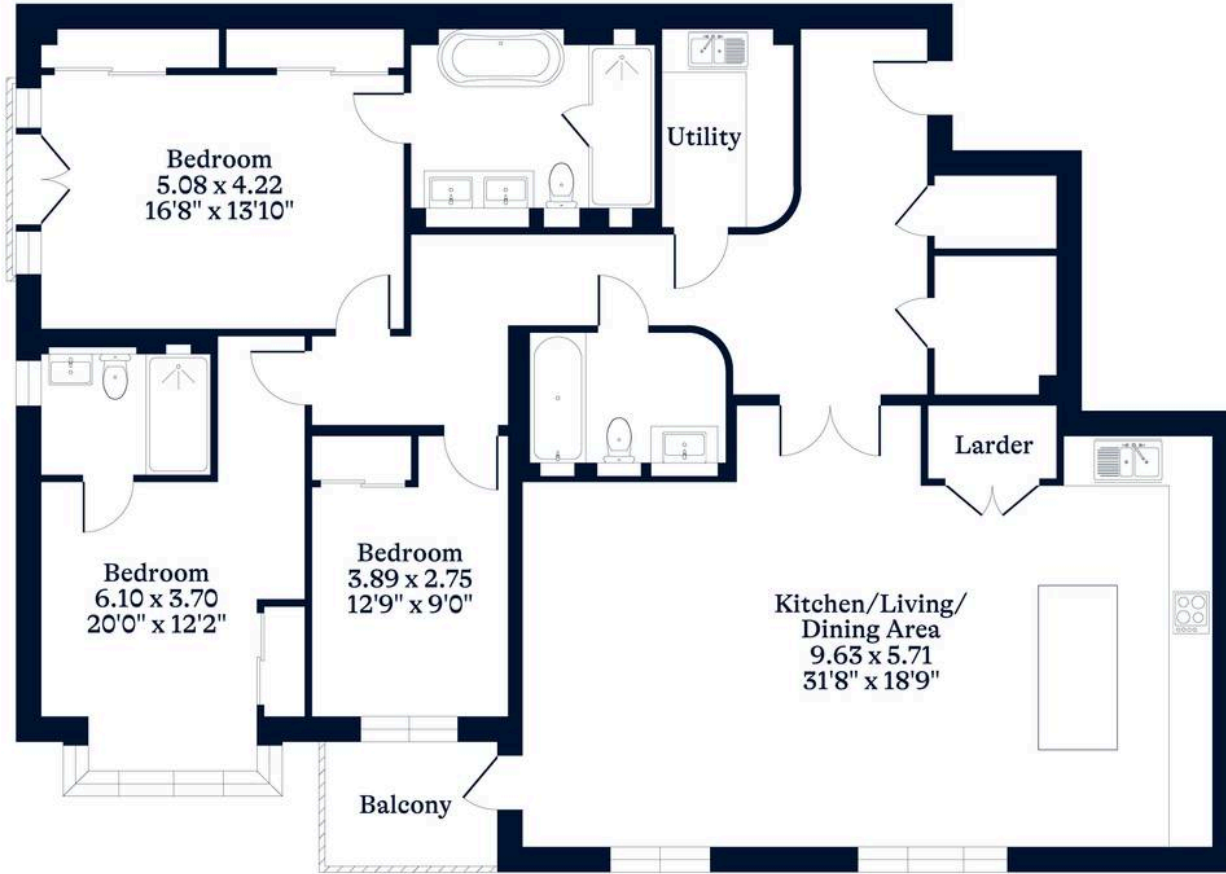 Bedroom
5.08 x 4.22
16'8" x 13'10"
Utility
Larder
Bedroom
6.10 x 3.70
20'0" x 12'2"
Bedroom
3.89 x 2.75
12'9" x 9'0"
Kitchen/Living/
Dining Area
9.63 x 5.71
31'8" x 18'9"
Balcony